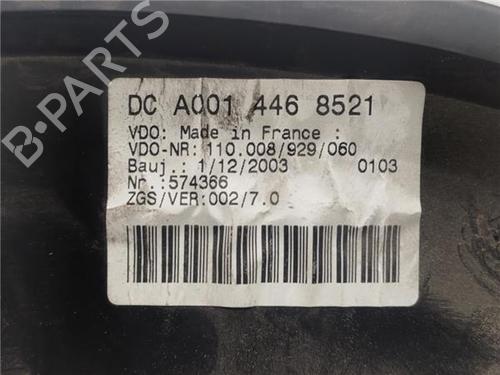 DC A001 446 8521
VDO: Made in France :
VDO-NR: 110.008/929/060
Bauj.: 1/12/2003 0103
Nr.:574366
ZGS/VER:002/7.0
B-PARTS